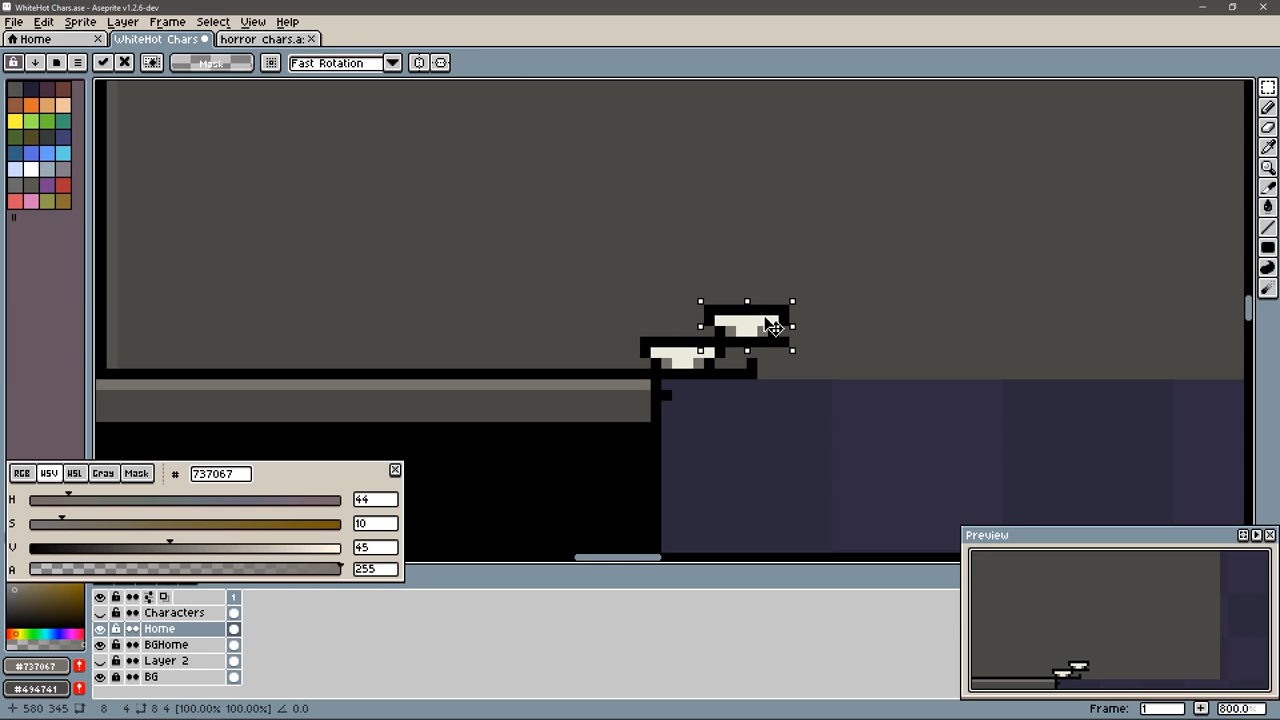 WhiteHot Chars.ase - Aseprite v1.2.6-dev
File Edit Sprite Layer Frame Select View Help
Home WhiteHot Chars horror chars.a:
Mask Fast Rotation
RGB HSV HSL Gray Mask # 737067
H 44
S 10
V 45
A 255
Preview
1
Characters
Home
BGHome
Layer 2
BG
#737067
#494741
580 345 8 4 8 4 [100.00% 100.00%] 0.0 Frame: 1 800.0